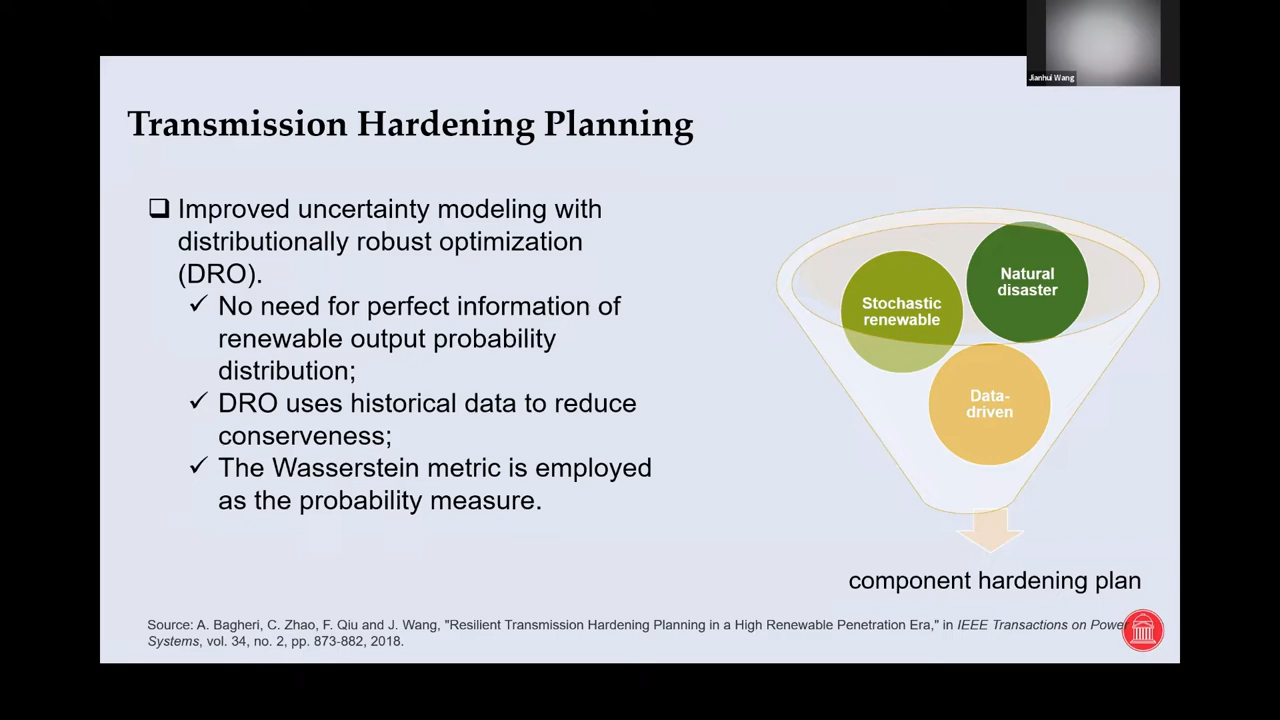 Jianhui Wang
Transmission Hardening Planning
❑ Improved uncertainty modeling with
distributionally robust optimization
(DRO).
✓ No need for perfect information of
renewable output probability
distribution;
✓ DRO uses historical data to reduce
conserveness;
✓ The Wasserstein metric is employed
as the probability measure.
Stochastic
renewable
Natural
disaster
Data-
driven
component hardening plan
Source: A. Bagheri, C. Zhao, F. Qiu and J. Wang, "Resilient Transmission Hardening Planning in a High Renewable Penetration Era," in IEEE Transactions on Power
Systems, vol. 34, no. 2, pp. 873-882, 2018.